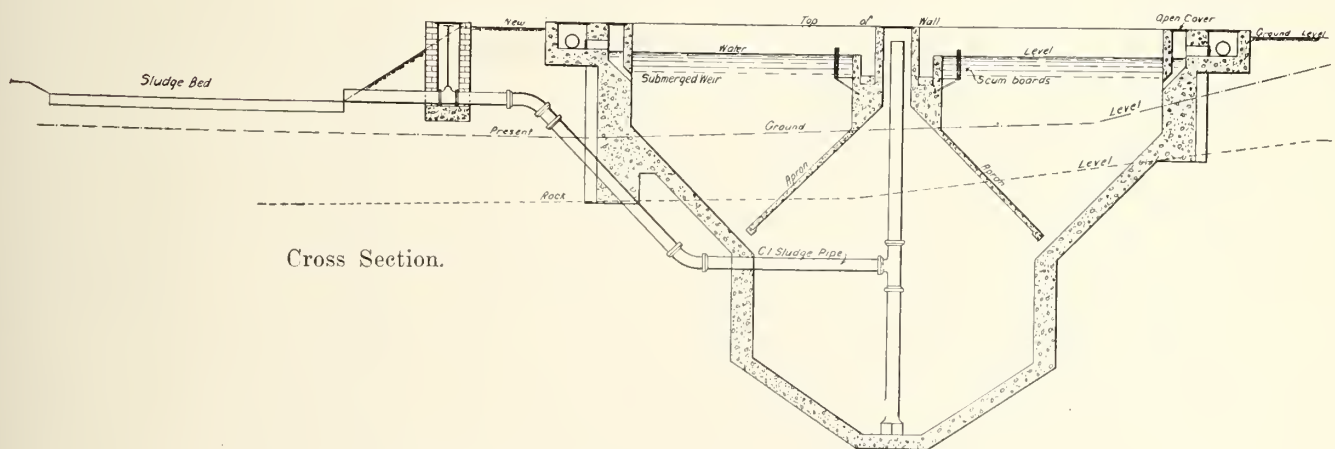 New
Top of Wall
Open Cover
Ground Level
Water Level
Sludge Bed
Submerged Weir
Scum boards
Present Ground Level
Apron
Apron
Rock Level
Cross Section.
C I Sludge Pipe